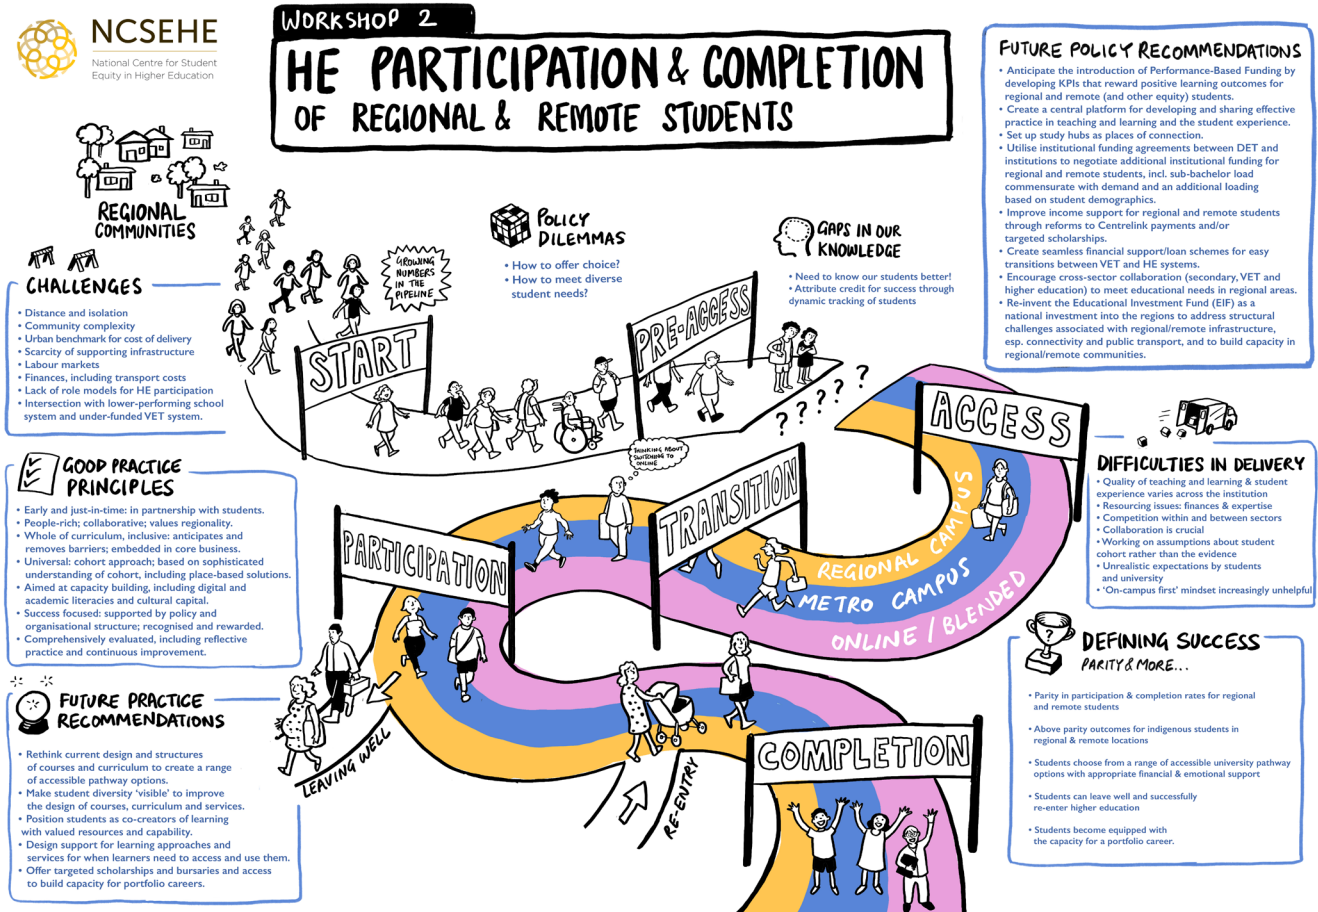 NCSEHE
National Centre for Student
Equity in Higher Education
WORKSHOP 2
HE PARTICIPATION & COMPLETION
OF REGIONAL & REMOTE STUDENTS
REGIONAL
COMMUNITIES
CHALLENGES
• Distance and isolation
• Community complexity
• Urban benchmark for cost of delivery
• Scarcity of supporting infrastructure
• Labour markets
• Finances, including transport costs
• Lack of role models for HE participation
• Intersection with lower-performing school
system and under-funded VET system.
GOOD PRACTICE
PRINCIPLES
• Early and just-in-time: in partnership with students.
• People-rich; collaborative; values regionality.
• Whole of curriculum, inclusive: anticipates and
removes barriers; embedded in core business.
• Universal: cohort approach; based on sophisticated
understanding of cohort, including place-based solutions.
• Aimed at capacity building, including digital and
academic literacies and cultural capital.
• Success focused: supported by policy and
organisational structure; recognised and rewarded.
• Comprehensively evaluated, including reflective
practice and continuous improvement.
FUTURE PRACTICE
RECOMMENDATIONS
• Rethink current design and structures
of courses and curriculum to create a range
of accessible pathway options.
• Make student diversity ‘visible’ to improve
the design of courses, curriculum and services.
• Position students as co-creators of learning
with valued resources and capability.
• Design support for learning approaches and
services for when learners need to access and use them.
• Offer targeted scholarships and bursaries and access
to build capacity for portfolio careers.
GROWING
NUMBERS
IN THE
PIPELINE
POLICY
DILEMMAS
• How to offer choice?
• How to meet diverse
student needs?
GAPS IN OUR
KNOWLEDGE
• Need to know our students better!
• Attribute credit for success through
dynamic tracking of students
START
PRE-ACCESS
? ? ? ? ?
ACCESS
REGIONAL CAMPUS
METRO CAMPUS
ONLINE / BLENDED
TRANSITION
THINKING ABOUT
SWITCHING TO
ONLINE
PARTICIPATION
LEAVING WELL
RE-ENTRY
COMPLETION
FUTURE POLICY RECOMMENDATIONS
• Anticipate the introduction of Performance-Based Funding by
developing KPIs that reward positive learning outcomes for
regional and remote (and other equity) students.
• Create a central platform for developing and sharing effective
practice in teaching and learning and the student experience.
• Set up study hubs as places of connection.
• Utilise institutional funding agreements between DET and
institutions to negotiate additional institutional funding for
regional and remote students, incl. sub-bachelor load
commensurate with demand and an additional loading
based on student demographics.
• Improve income support for regional and remote students
through reforms to Centrelink payments and/or
targeted scholarships.
• Create seamless financial support/loan schemes for easy
transitions between VET and HE systems.
• Encourage cross-sector collaboration (secondary, VET and
higher education) to meet educational needs in regional areas.
• Re-invent the Educational Investment Fund (EIF) as a
national investment into the regions to address structural
challenges associated with regional/remote infrastructure,
esp. connectivity and public transport, and to build capacity in
regional/remote communities.
DIFFICULTIES IN DELIVERY
• Quality of teaching and learning & student
experience varies across the institution
• Resourcing issues: finances & expertise
• Competition within and between sectors
• Collaboration is crucial
• Working on assumptions about student
cohort rather than the evidence
• Unrealistic expectations by students
and university
• ‘On-campus first’ mindset increasingly unhelpful
?
DEFINING SUCCESS
PARITY & MORE...
• Parity in participation & completion rates for regional
and remote students
• Above parity outcomes for indigenous students in
regional & remote locations
• Students choose from a range of accessible university pathway
options with appropriate financial & emotional support
• Students can leave well and successfully
re-enter higher education
• Students become equipped with
the capacity for a portfolio career.